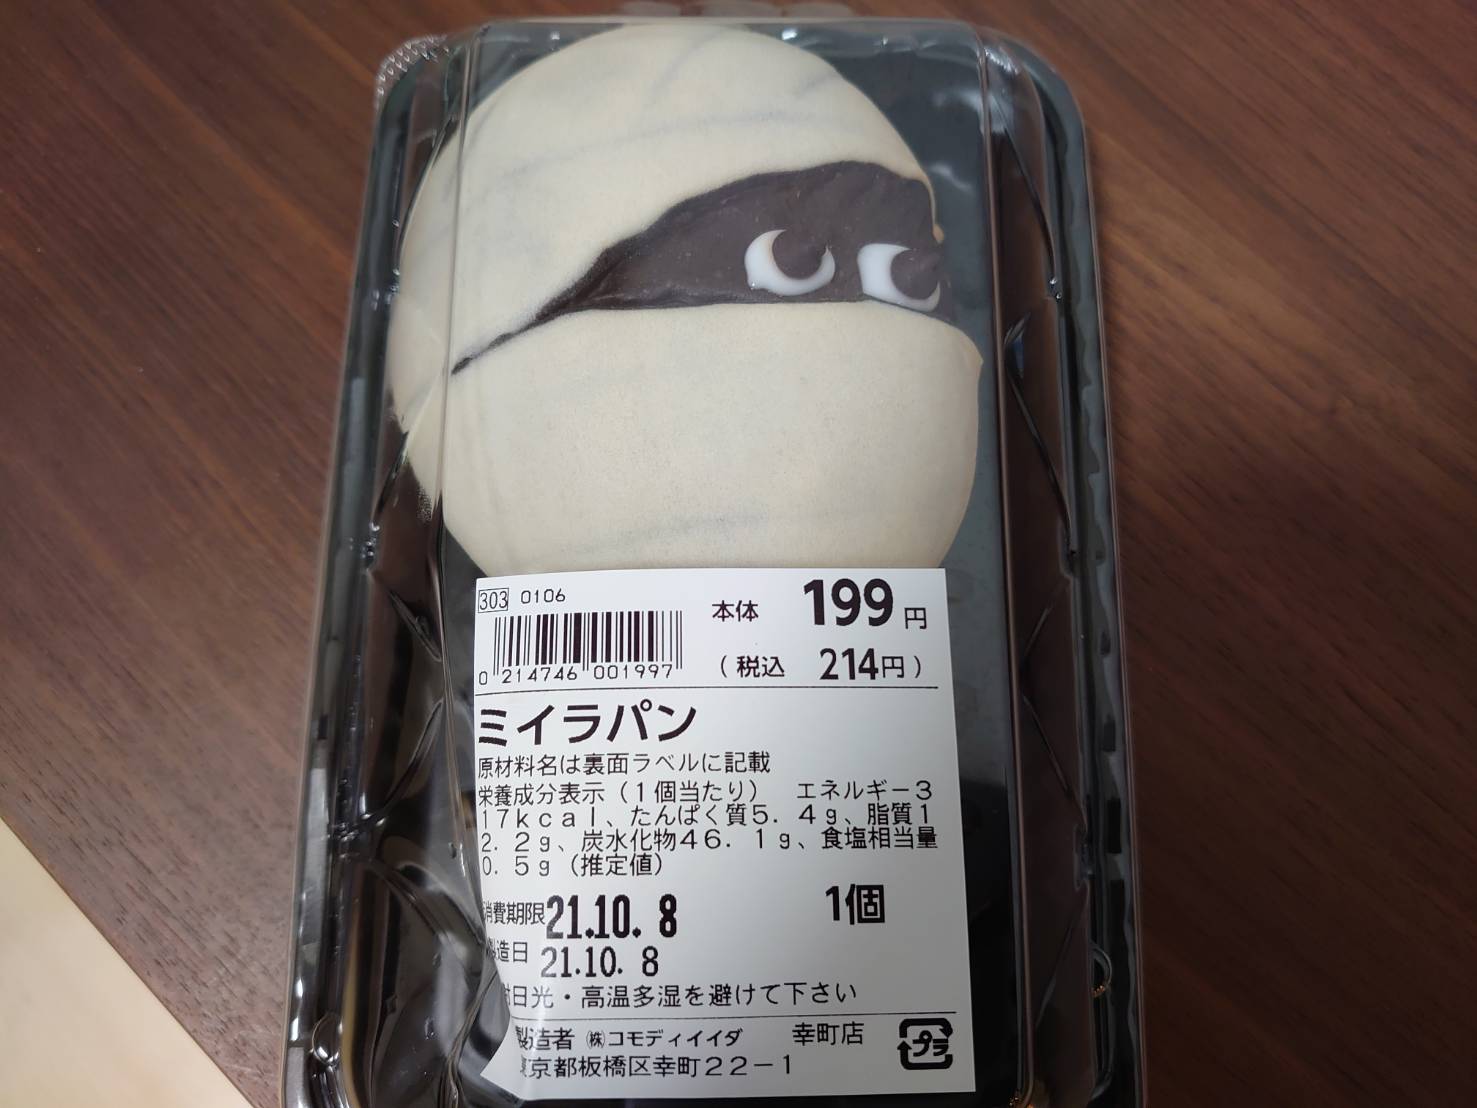 303 0106
本体 199円
0 214746 001997
(税込 214円)
ミイラパン
原材料名は裏面ラベルに記載
栄養成分表示(1個当たり) エネルギー3
17kcal、たんぱく質5.4g、脂質1
2.2g、炭水化物46.1g、食塩相当量
0.5g(推定値)
消費期限21.10.8 1個
製造日 21.10.8
射日光・高温多湿を避けて下さい
製造者 ㈱コモディイイダ 幸町店
東京都板橋区幸町22-1
プラ